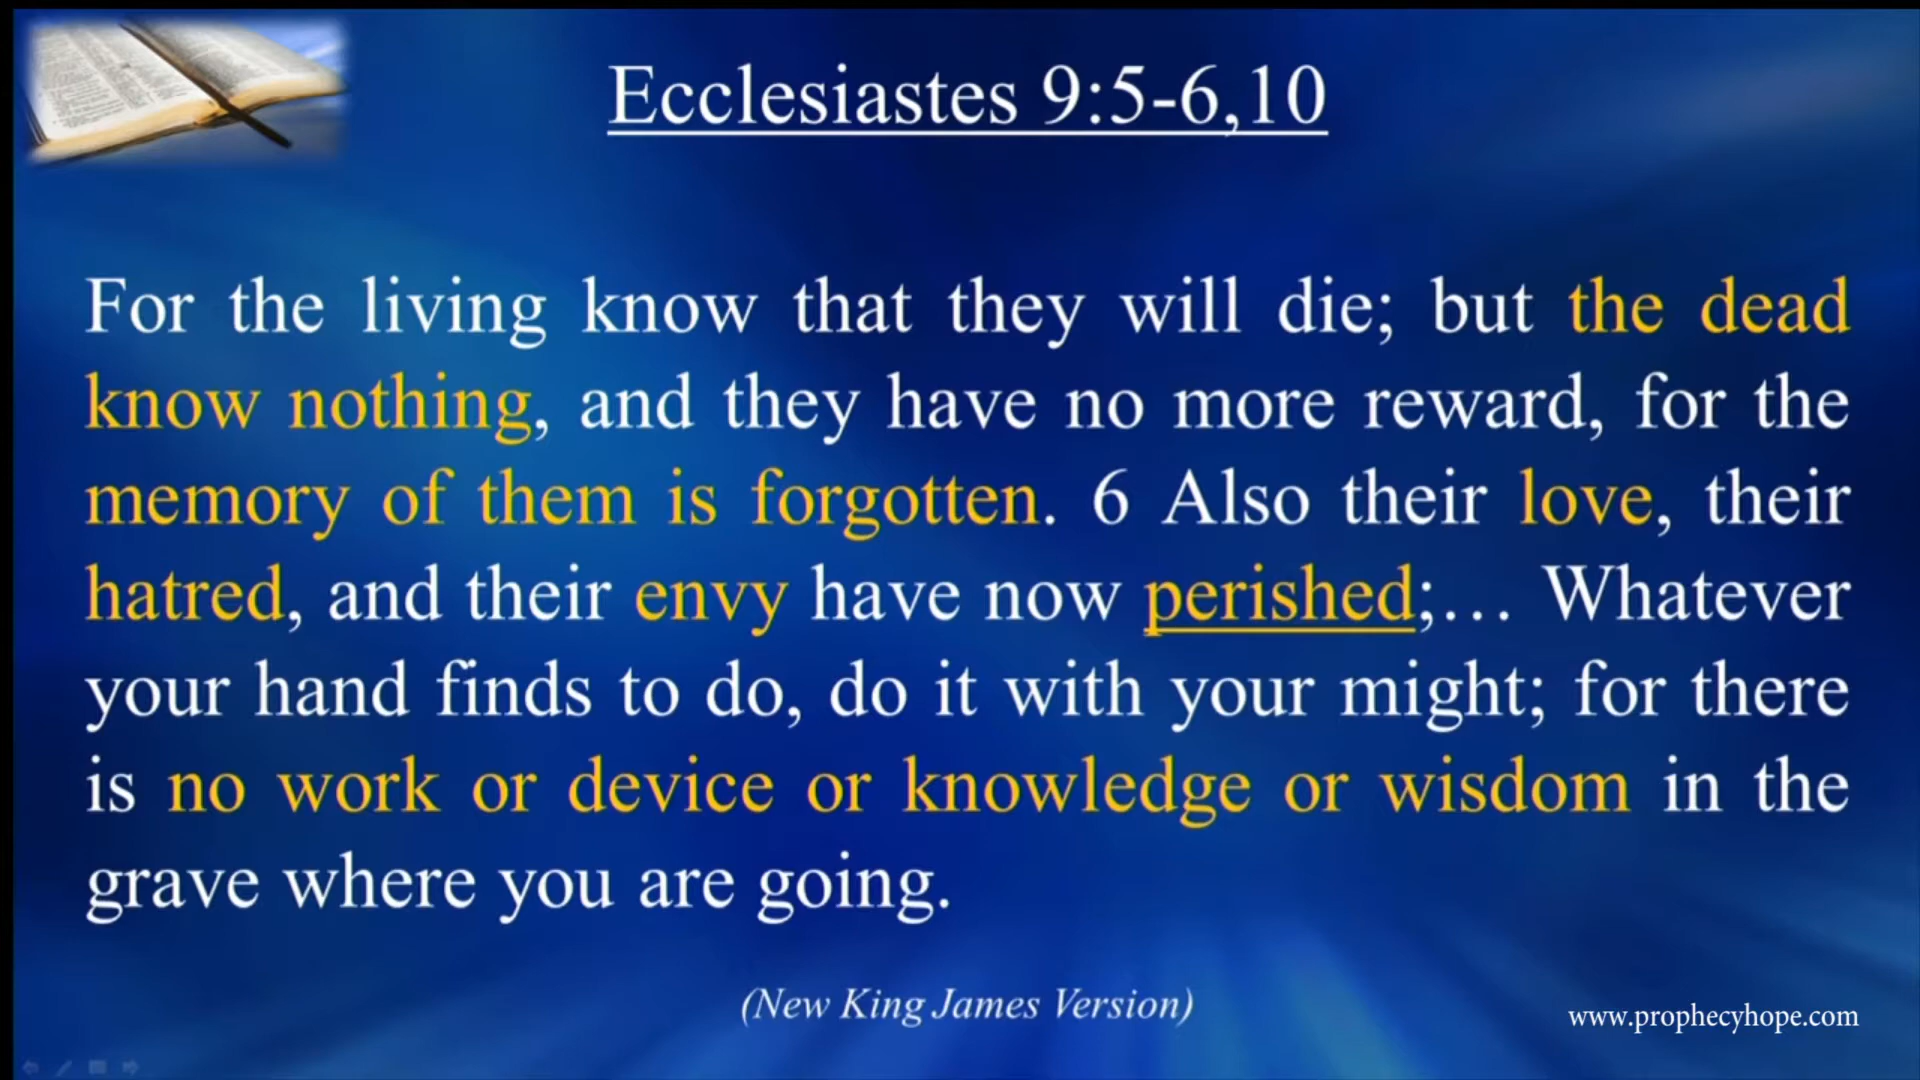 Ecclesiastes 9:5-6,10
For the living know that they will die; but the dead
know nothing, and they have no more reward, for the
memory of them is forgotten. 6 Also their love, their
hatred, and their envy have now perished;… Whatever
your hand finds to do, do it with your might; for there
is no work or device or knowledge or wisdom in the
grave where you are going.
(New King James Version)
www.prophecyhope.com